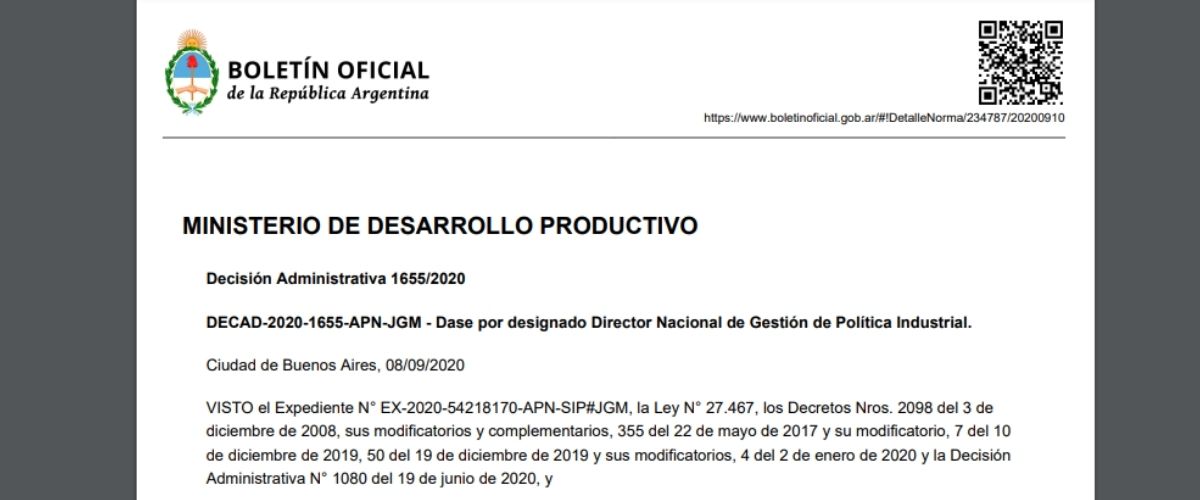 BOLETÍN OFICIAL
de la República Argentina
https://www.boletinoficial.gob.ar/#!DetalleNorma/234787/20200910
MINISTERIO DE DESARROLLO PRODUCTIVO
Decisión Administrativa 1655/2020
DECAD-2020-1655-APN-JGM - Dase por designado Director Nacional de Gestión de Política Industrial.
Ciudad de Buenos Aires, 08/09/2020
VISTO el Expediente N° EX-2020-54218170-APN-SIP#JGM, la Ley N° 27.467, los Decretos Nros. 2098 del 3 de
diciembre de 2008, sus modificatorios y complementarios, 355 del 22 de mayo de 2017 y su modificatorio, 7 del 10
de diciembre de 2019, 50 del 19 de diciembre de 2019 y sus modificatorios, 4 del 2 de enero de 2020 y la Decisión
Administrativa N° 1080 del 19 de junio de 2020, y